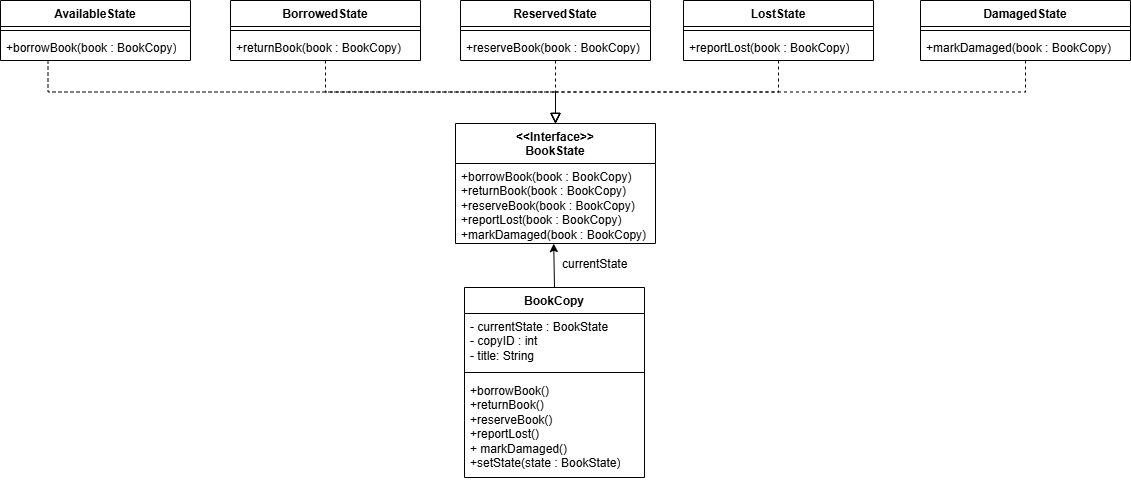 AvailableState
+borrowBook(book : BookCopy)
BorrowedState
+returnBook(book : BookCopy)
ReservedState
+reserveBook(book : BookCopy)
LostState
+reportLost(book : BookCopy)
DamagedState
+markDamaged(book : BookCopy)
<<Interface>>
BookState
+borrowBook(book : BookCopy)
+returnBook(book : BookCopy)
+reserveBook(book : BookCopy)
+reportLost(book : BookCopy)
+markDamaged(book : BookCopy)
currentState
BookCopy
- currentState : BookState
- copyID : int
- title: String
+borrowBook()
+returnBook()
+reserveBook()
+reportLost()
+ markDamaged()
+setState(state : BookState)